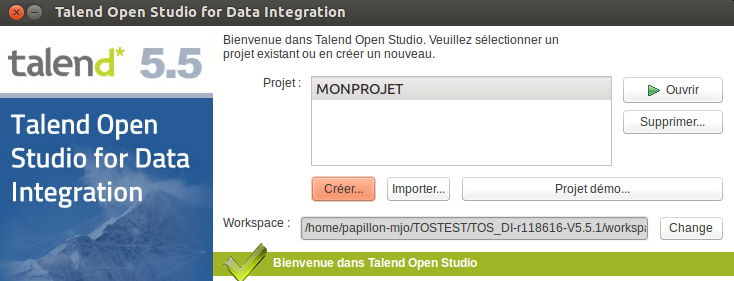 Talend Open Studio for Data Integration
talend* 5.5
Talend Open
Studio for Data
Integration
Bienvenue dans Talend Open Studio. Veuillez sélectionner un
projet existant ou en créer un nouveau.
Projet :
MONPROJET
Ouvrir
Supprimer...
Créer...
Importer...
Projet démo...
Workspace :
/home/papillon-mjo/TOSTEST/TOS_DI-r118616-V5.5.1/workspa
Change
Bienvenue dans Talend Open Studio